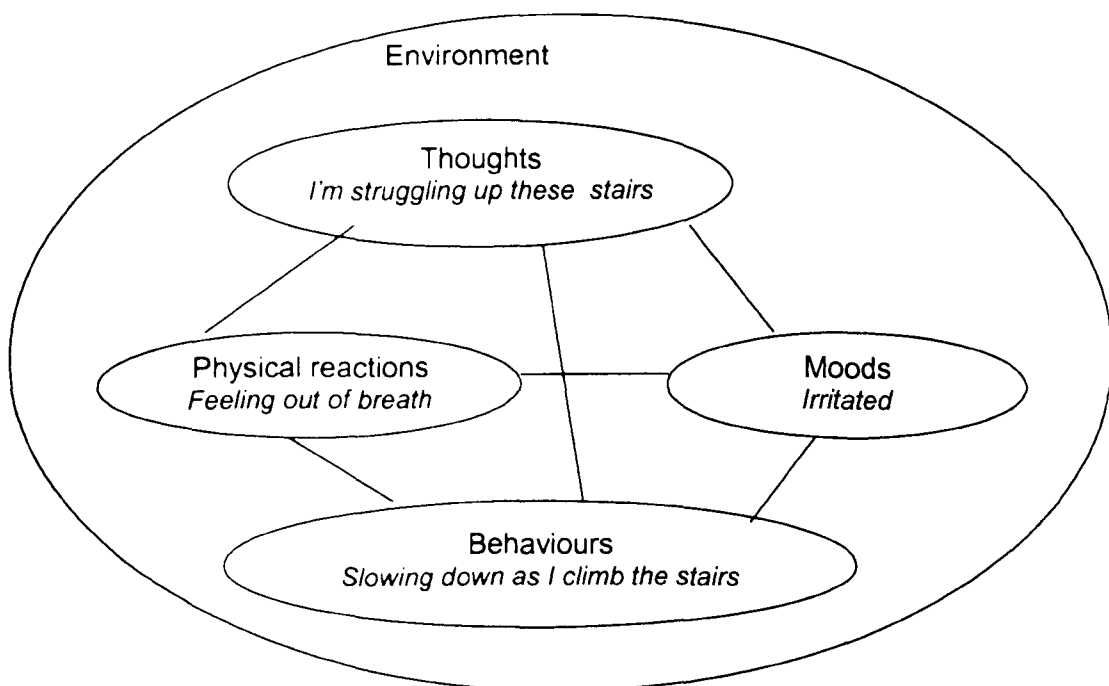 Environment
Thoughts
I'm struggling up these stairs
Physical reactions
Feeling out of breath
Moods
Irritated
Behaviours
Slowing down as I climb the stairs